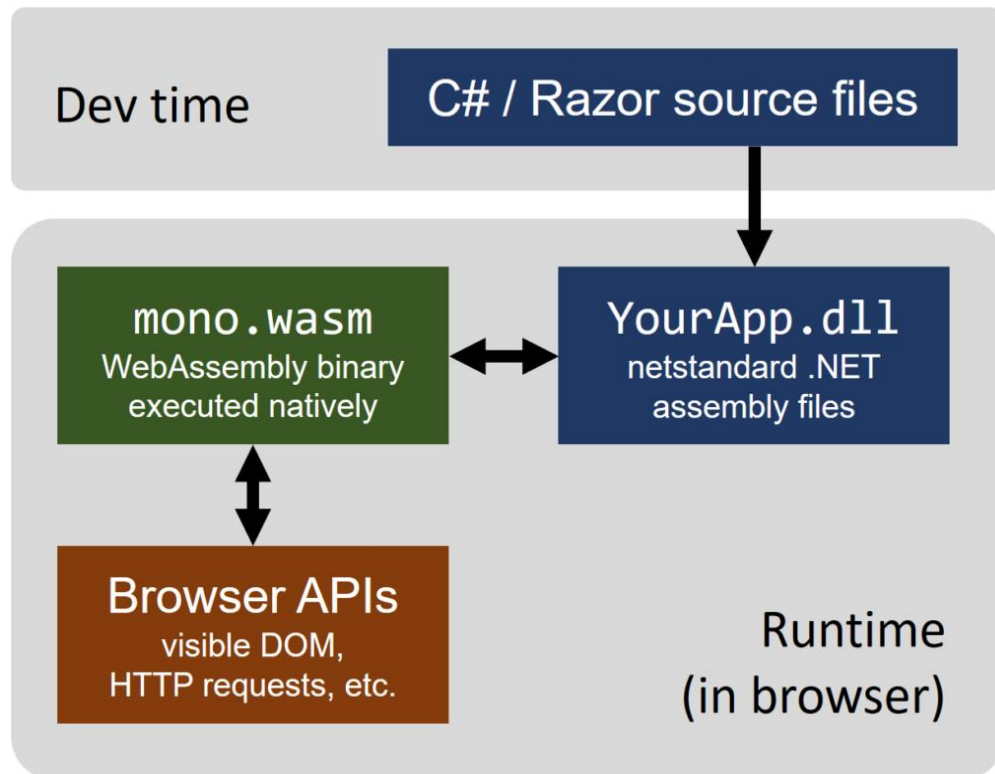 Dev time
C# / Razor source files
mono.wasm
WebAssembly binary
executed natively
YourApp.dll
netstandard .NET
assembly files
Browser APIs
visible DOM,
HTTP requests, etc.
Runtime
(in browser)